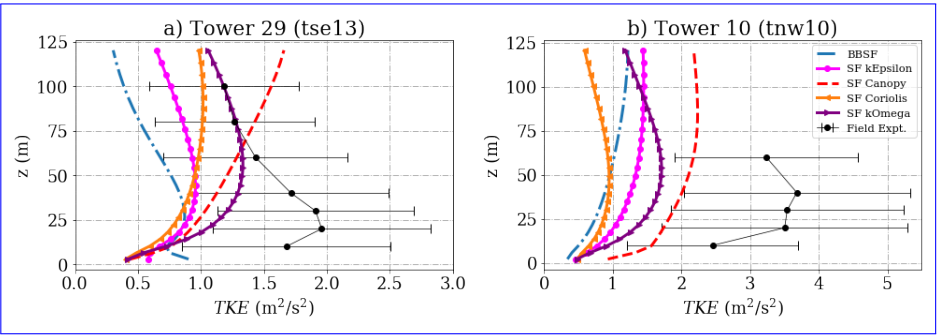 a) Tower 29 (tse13)
b) Tower 10 (tnw10)
z (m)
125
100
75
50
25
0
0.0 0.5 1.0 1.5 2.0 2.5 3.0
TKE (m²/s²)
z (m)
125
100
75
50
25
0
0 1 2 3 4 5
TKE (m²/s²)
BBSF
SF kEpsilon
SF Canopy
SF Coriolis
SF kOmega
Field Expt.